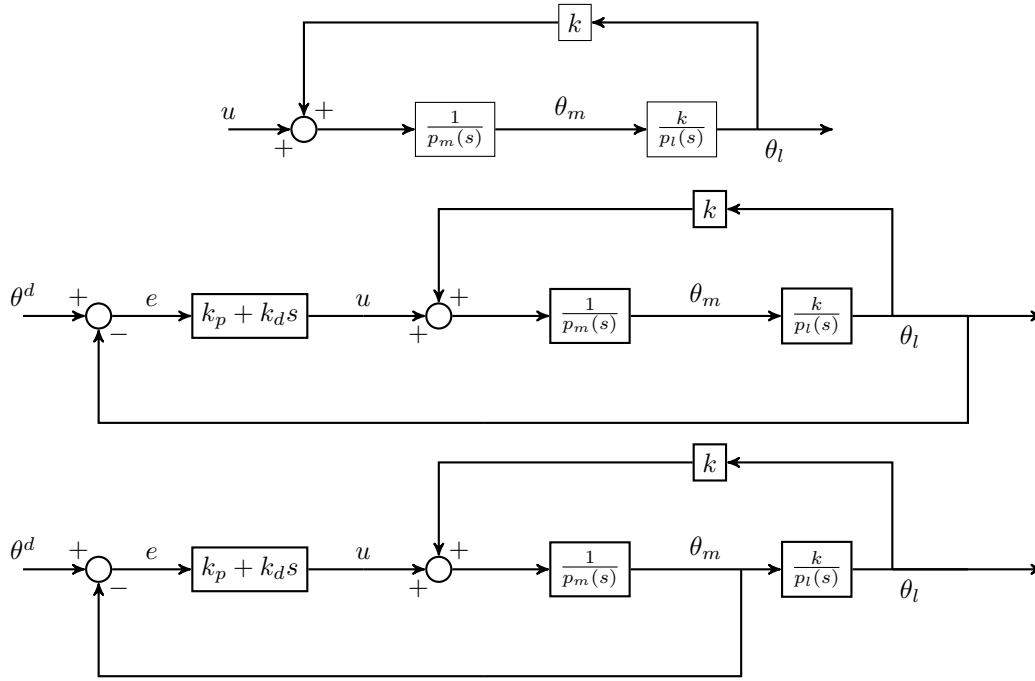 k
u + + 1/p_m(s) θ_m k/p_l(s) θ_l
k
θ^d + − e k_p + k_d s u + + 1/p_m(s) θ_m k/p_l(s) θ_l
k
θ^d + − e k_p + k_d s u + + 1/p_m(s) θ_m k/p_l(s) θ_l